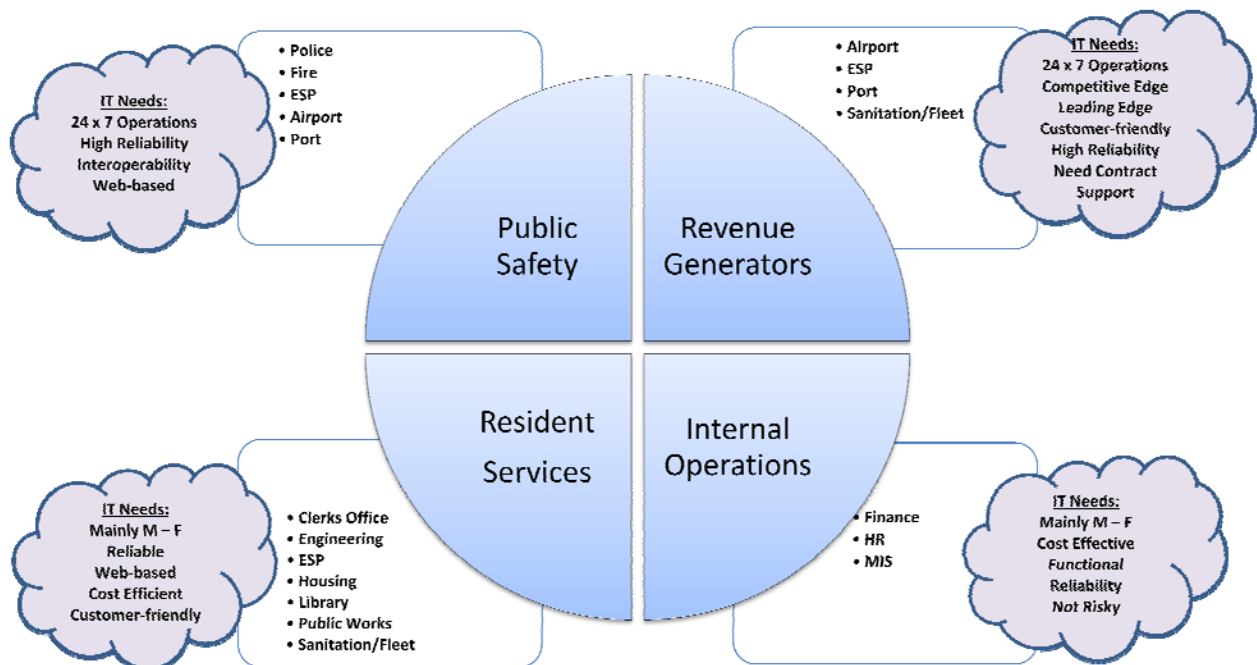 IT Needs:
24 x 7 Operations
High Reliability
Interoperability
Web-based
• Police
• Fire
• ESP
• Airport
• Port
Public
Safety
• Airport
• ESP
• Port
• Sanitation/Fleet
IT Needs:
24 x 7 Operations
Competitive Edge
Leading Edge
Customer-friendly
High Reliability
Need Contract
Support
Revenue
Generators
IT Needs:
Mainly M – F
Reliable
Web-based
Cost Efficient
Customer-friendly
• Clerks Office
• Engineering
• ESP
• Housing
• Library
• Public Works
• Sanitation/Fleet
Resident
Services
Internal
Operations
• Finance
• HR
• MIS
IT Needs:
Mainly M – F
Cost Effective
Functional
Reliability
Not Risky